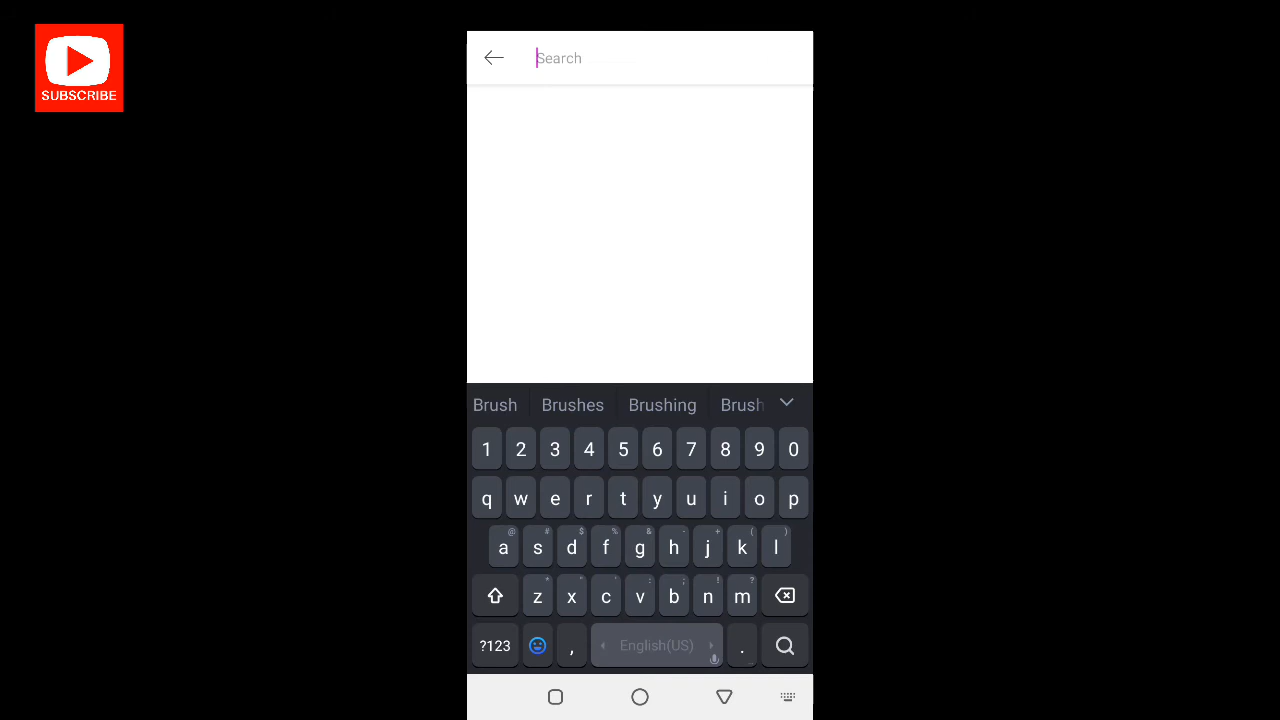 SUBSCRIBE
Search
Brush Brushes Brushing Brush
1 2 3 4 5 6 7 8 9 0
q w e r t y u i o p
@ # $ % & - + ( )
a s d f g h j k l
* " ' : ; ! ?
z x c v b n m
?123 , English(US) .